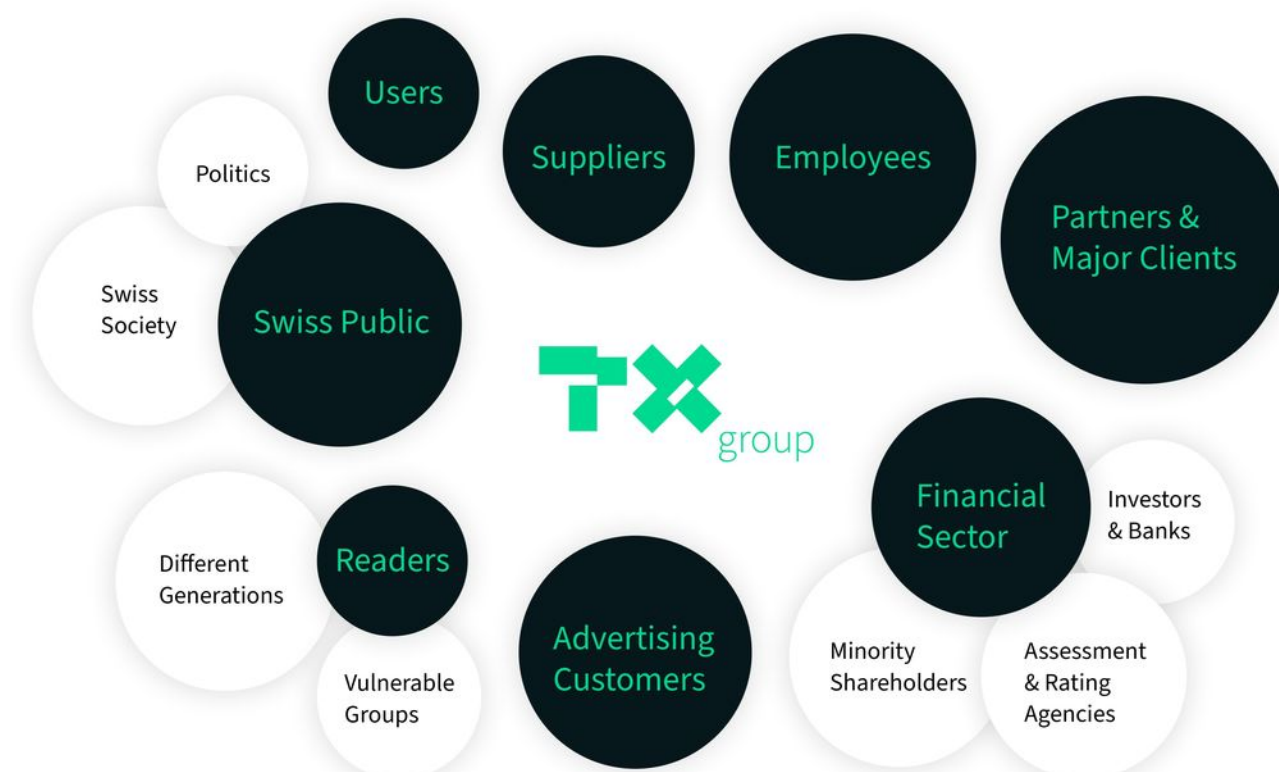 Users
Suppliers
Employees
Partners &
Major Clients
Politics
Swiss
Society
Swiss Public
TX
group
Financial
Sector
Investors
& Banks
Different
Generations
Readers
Vulnerable
Groups
Advertising
Customers
Minority
Shareholders
Assessment
& Rating
Agencies